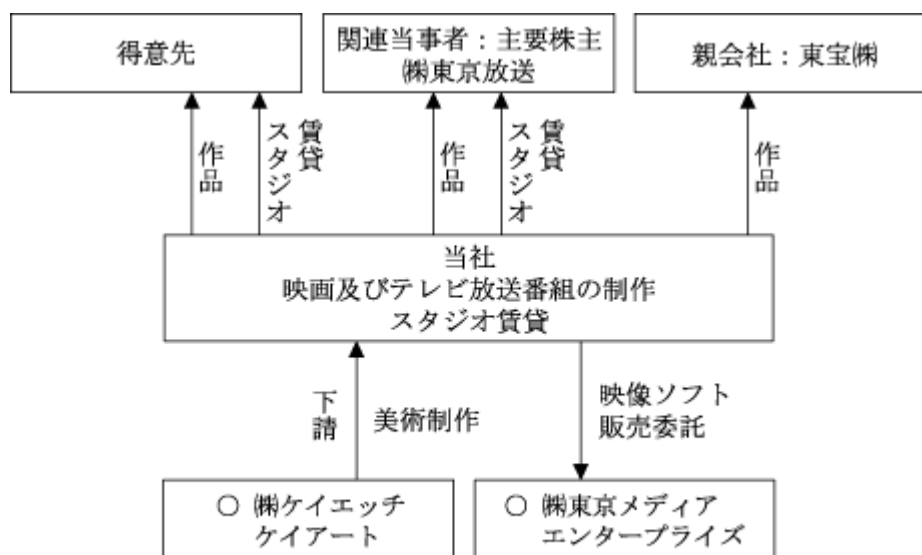 得意先
関連当事者：主要株主
㈱東京放送
親会社：東宝㈱
作品
スタジオ
賃貸
作品
スタジオ
賃貸
作品
当社
映画及びテレビ放送番組の制作
スタジオ賃貸
下請
美術制作
映像ソフト
販売委託
○ ㈱ケイエッチ
ケイアート
○ ㈱東京メディア
エンタープライズ